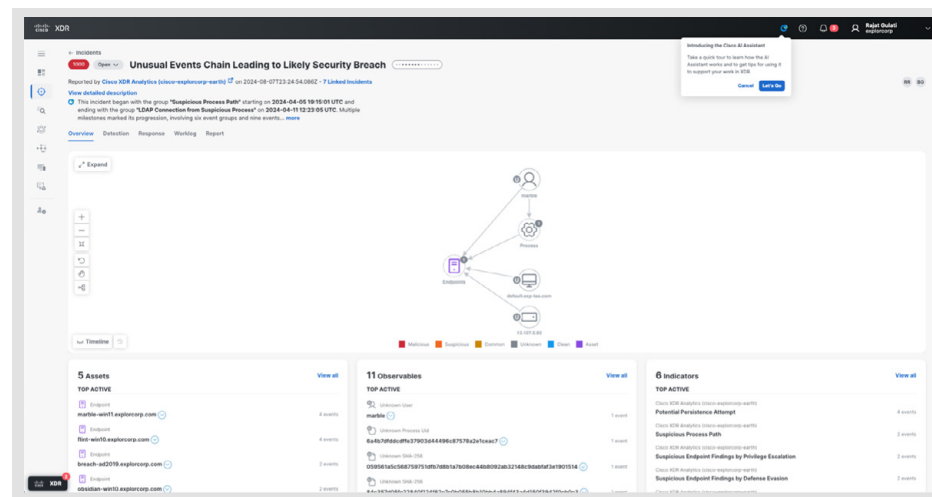 CISCO XDR
Rajat Gulati
explorcorp
← Incidents
1000 Open Unusual Events Chain Leading to Likely Security Breach
Reported by Cisco XDR Analytics (cisco-explorcorp-earth) on 2024-08-07T23:24:54.086Z - 7 Linked Incidents
View detailed description
This incident began with the group "Suspicious Process Path" starting on 2024-04-05 19:15:01 UTC and
ending with the group "LDAP Connection from Suspicious Process" on 2024-04-11 12:23:05 UTC. Multiple
milestones marked its progression, involving six event groups and nine events... more
Introducing the Cisco AI Assistant
Take a quick tour to learn how the AI
Assistant works and to get tips for using it
to support your work in XDR.
Cancel Let's Go
Overview Detection Response Worklog Report
Expand
marble
Process
Endpoints
Timeline
Malicious Suspicious Common Unknown Clean Asset
5 Assets View all
TOP ACTIVE
Endpoint
marble-win11.explorcorp.com 4 events
Endpoint
flint-win10.explorcorp.com 4 events
Endpoint
breach-ad2019.explorcorp.com 2 events
Endpoint
obsidian-win10.explorcorp.com 2 events
11 Observables View all
TOP ACTIVE
Unknown User
marble 1 event
Unknown Process Uid
1 event
Unknown SHA-256
1 event
Unknown SHA-256
1 event
6 Indicators View all
TOP ACTIVE
Cisco XDR Analytics (cisco-explorcorp-earth)
Potential Persistence Attempt 4 events
Cisco XDR Analytics (cisco-explorcorp-earth)
Suspicious Process Path 2 events
Cisco XDR Analytics (cisco-explorcorp-earth)
Suspicious Endpoint Findings by Privilege Escalation 2 events
Cisco XDR Analytics (cisco-explorcorp-earth)
Suspicious Endpoint Findings by Defense Evasion 2 events
CISCO XDR